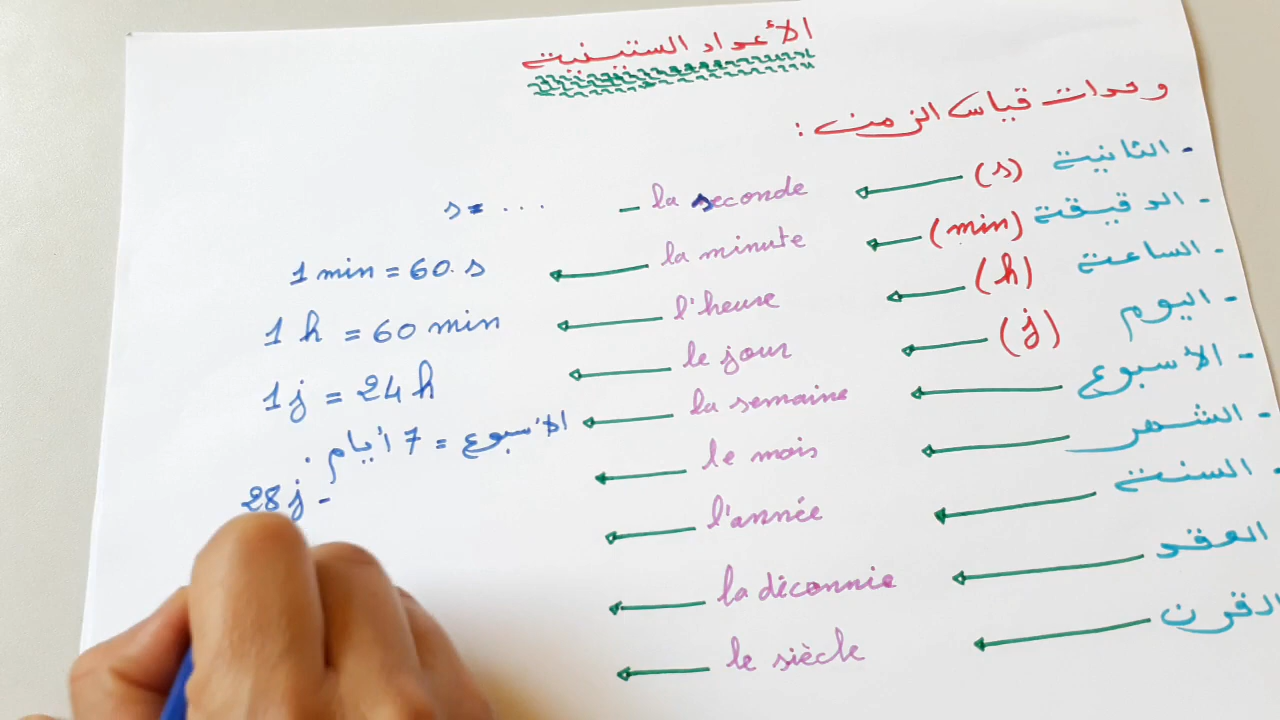 الأعداد الستينية
وحدات قياس الزمن :
- الثانية (s) la seconde - s = ...
- الدقيقة (min) la minute 1 min = 60 s
- الساعة (h) l'heure 1 h = 60 min
- اليوم (j) le jour 1 j = 24 h
- الأسبوع la semaine الأسبوع = 7 أيام .
- الشهر le mois 28 j -
- السنة l'année
العقد la déconnie
القرن le siècle